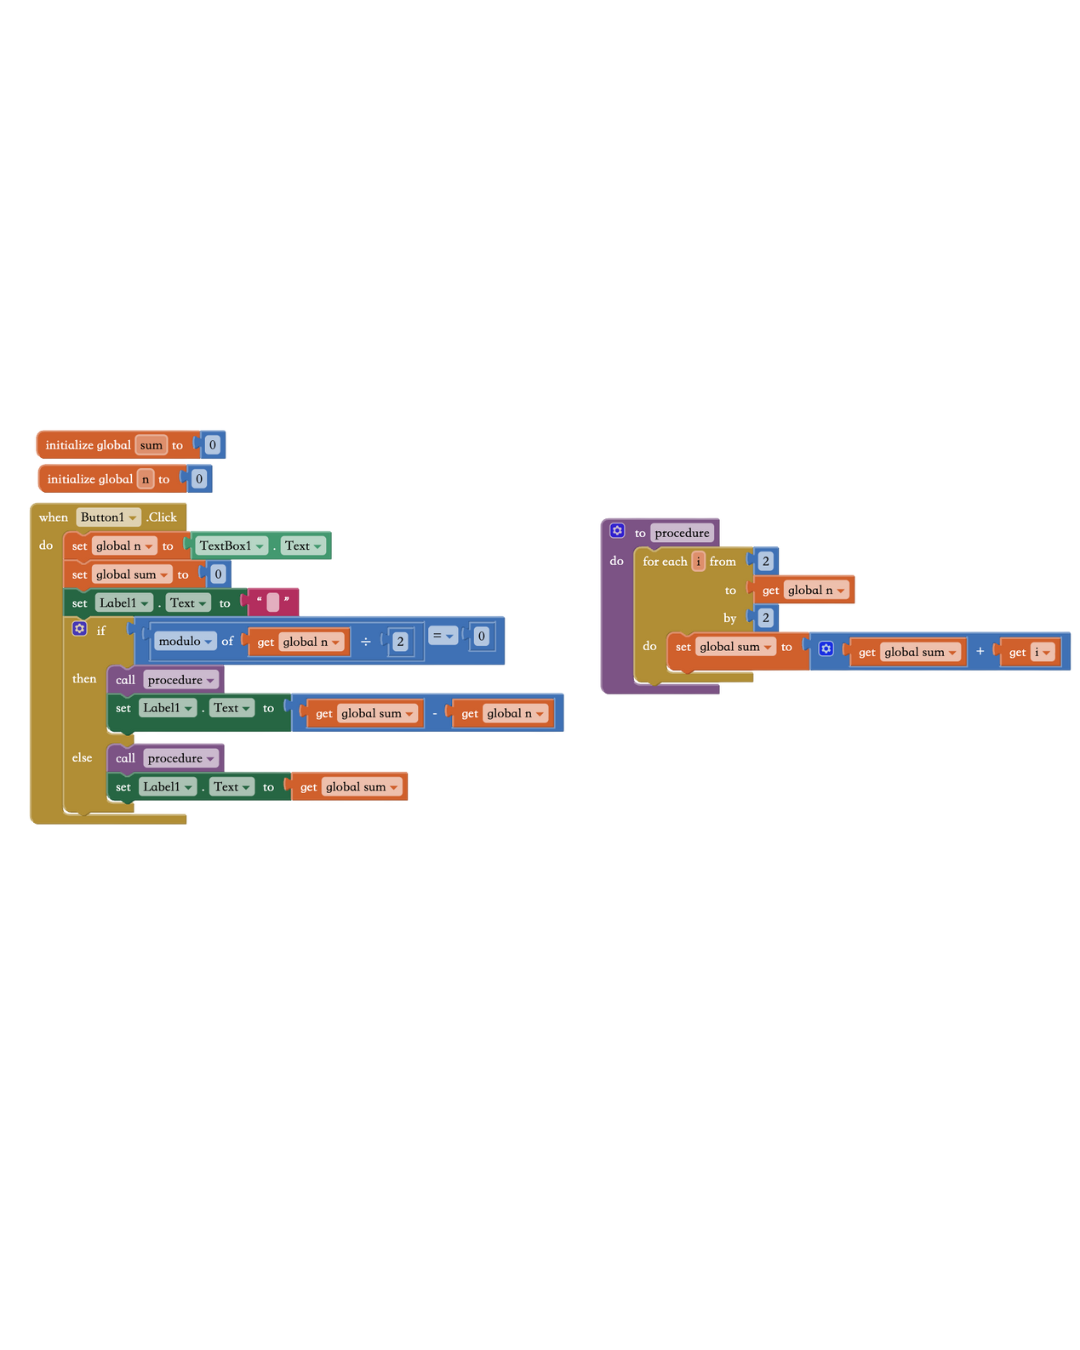 initialize global sum to 0
initialize global n to 0
when Button1 .Click
do set global n to TextBox1 . Text
set global sum to 0
set Label1 . Text to “ ”
if modulo of get global n ÷ 2 = 0
then call procedure
set Label1 . Text to get global sum - get global n
else call procedure
set Label1 . Text to get global sum
to procedure
do for each i from 2
to get global n
by 2
do set global sum to get global sum + get i